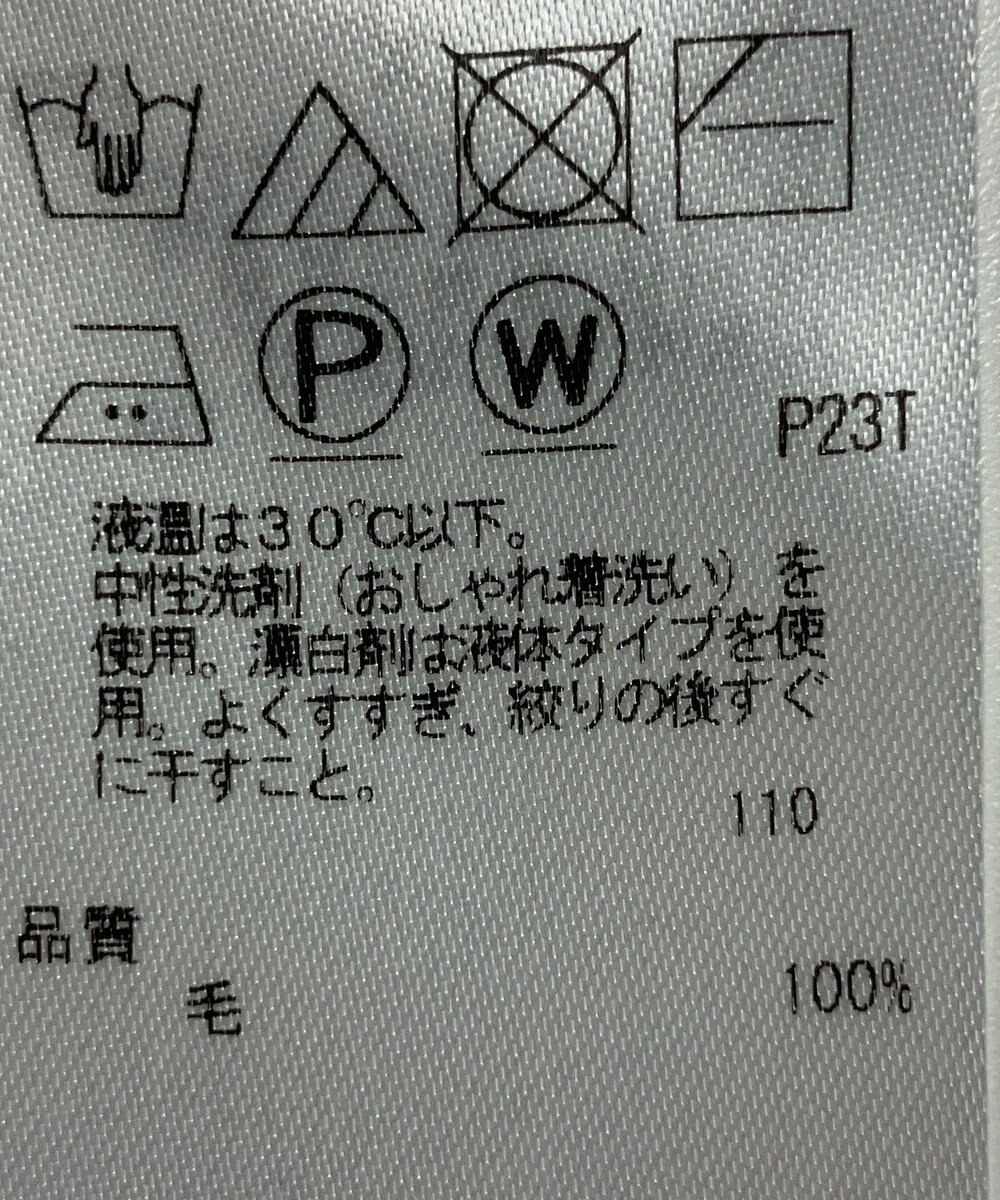 P
W
P23T
液温は30℃以下。
中性洗剤（おしゃれ着洗い）を
使用。漂白剤は液体タイプを使
用。よくすすぎ、絞りの後すぐ
に干すこと。
110
品質
毛 100%